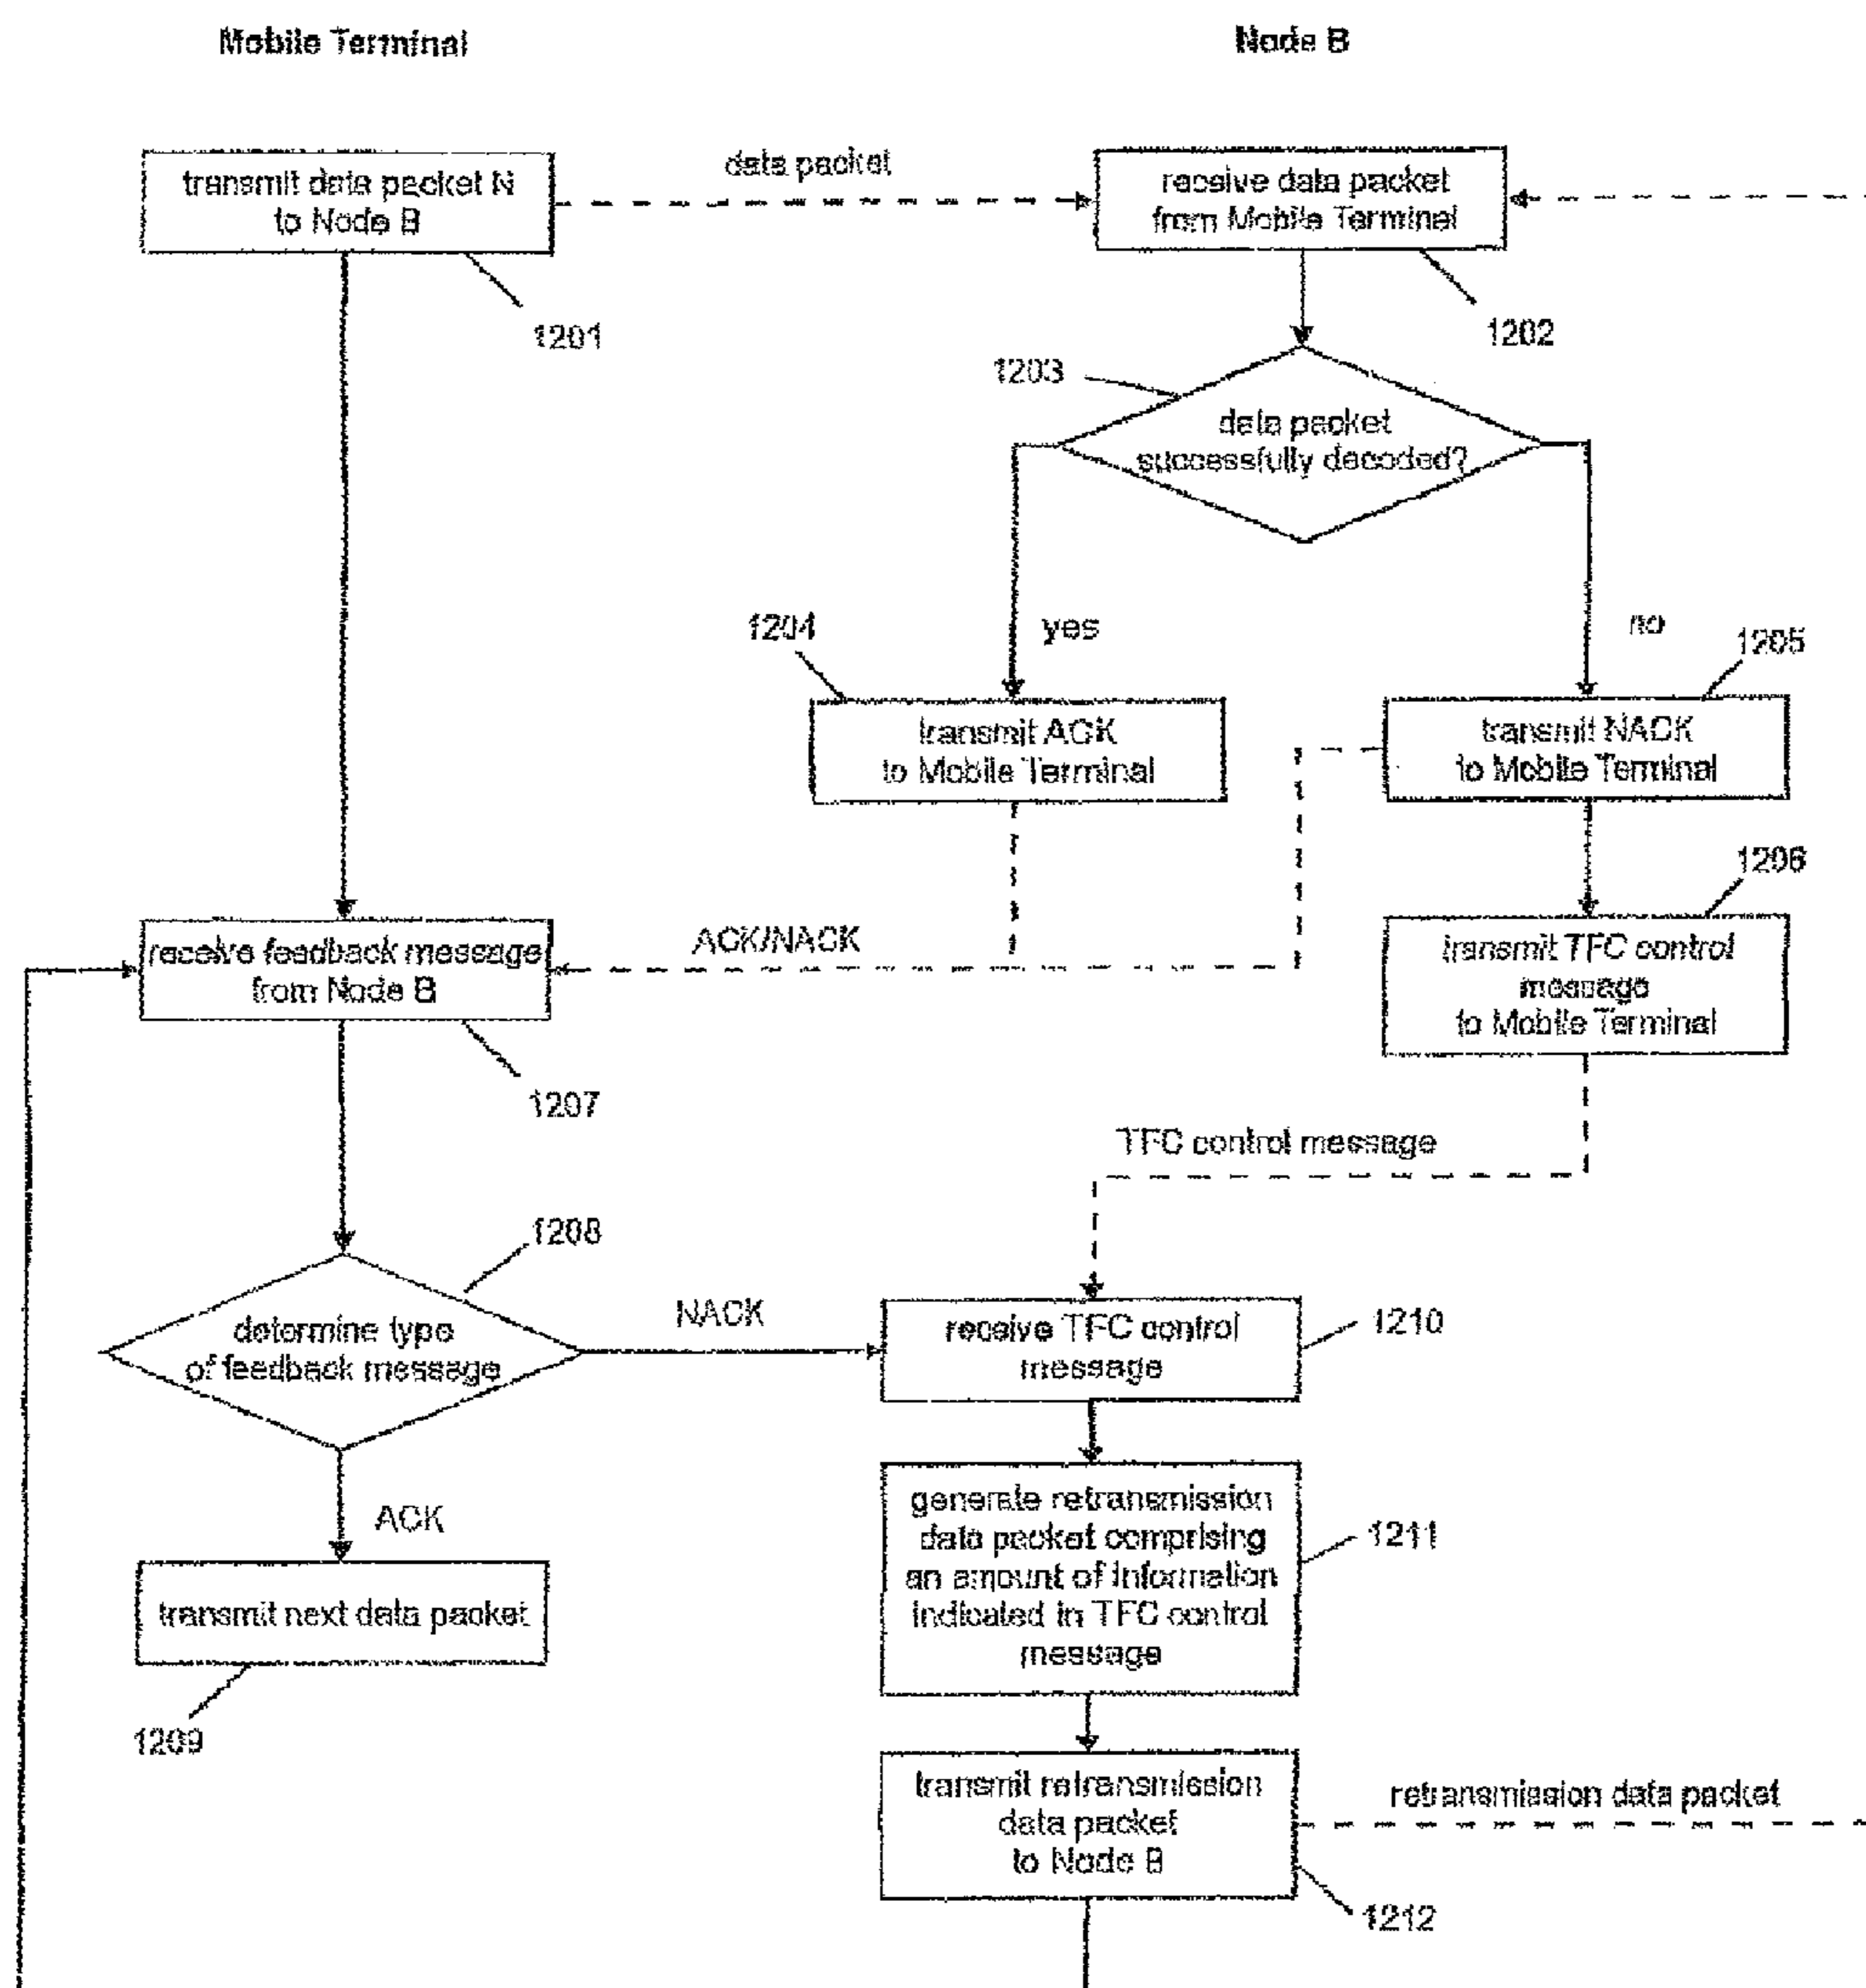 Mobile Terminal
Node B
transmit data packet N
to Node B
data packet
receive data packet
from Mobile Terminal
1201
1202
1203
data packet
successfully decoded?
1204
yes
no
1205
transmit ACK
to Mobile Terminal
transmit NACK
to Mobile Terminal
1206
receive feedback message
from Node B
ACK/NACK
transmit TFC control
message
to Mobile Terminal
1207
TFC control message
1208
determine type
of feedback message
NACK
receive TFC control
message
1210
ACK
generate retransmission
data packet comprising
an amount of information
indicated in TFC control
message
1211
transmit next data packet
1209
transmit retransmission
data packet
to Node B
retransmission data packet
1212